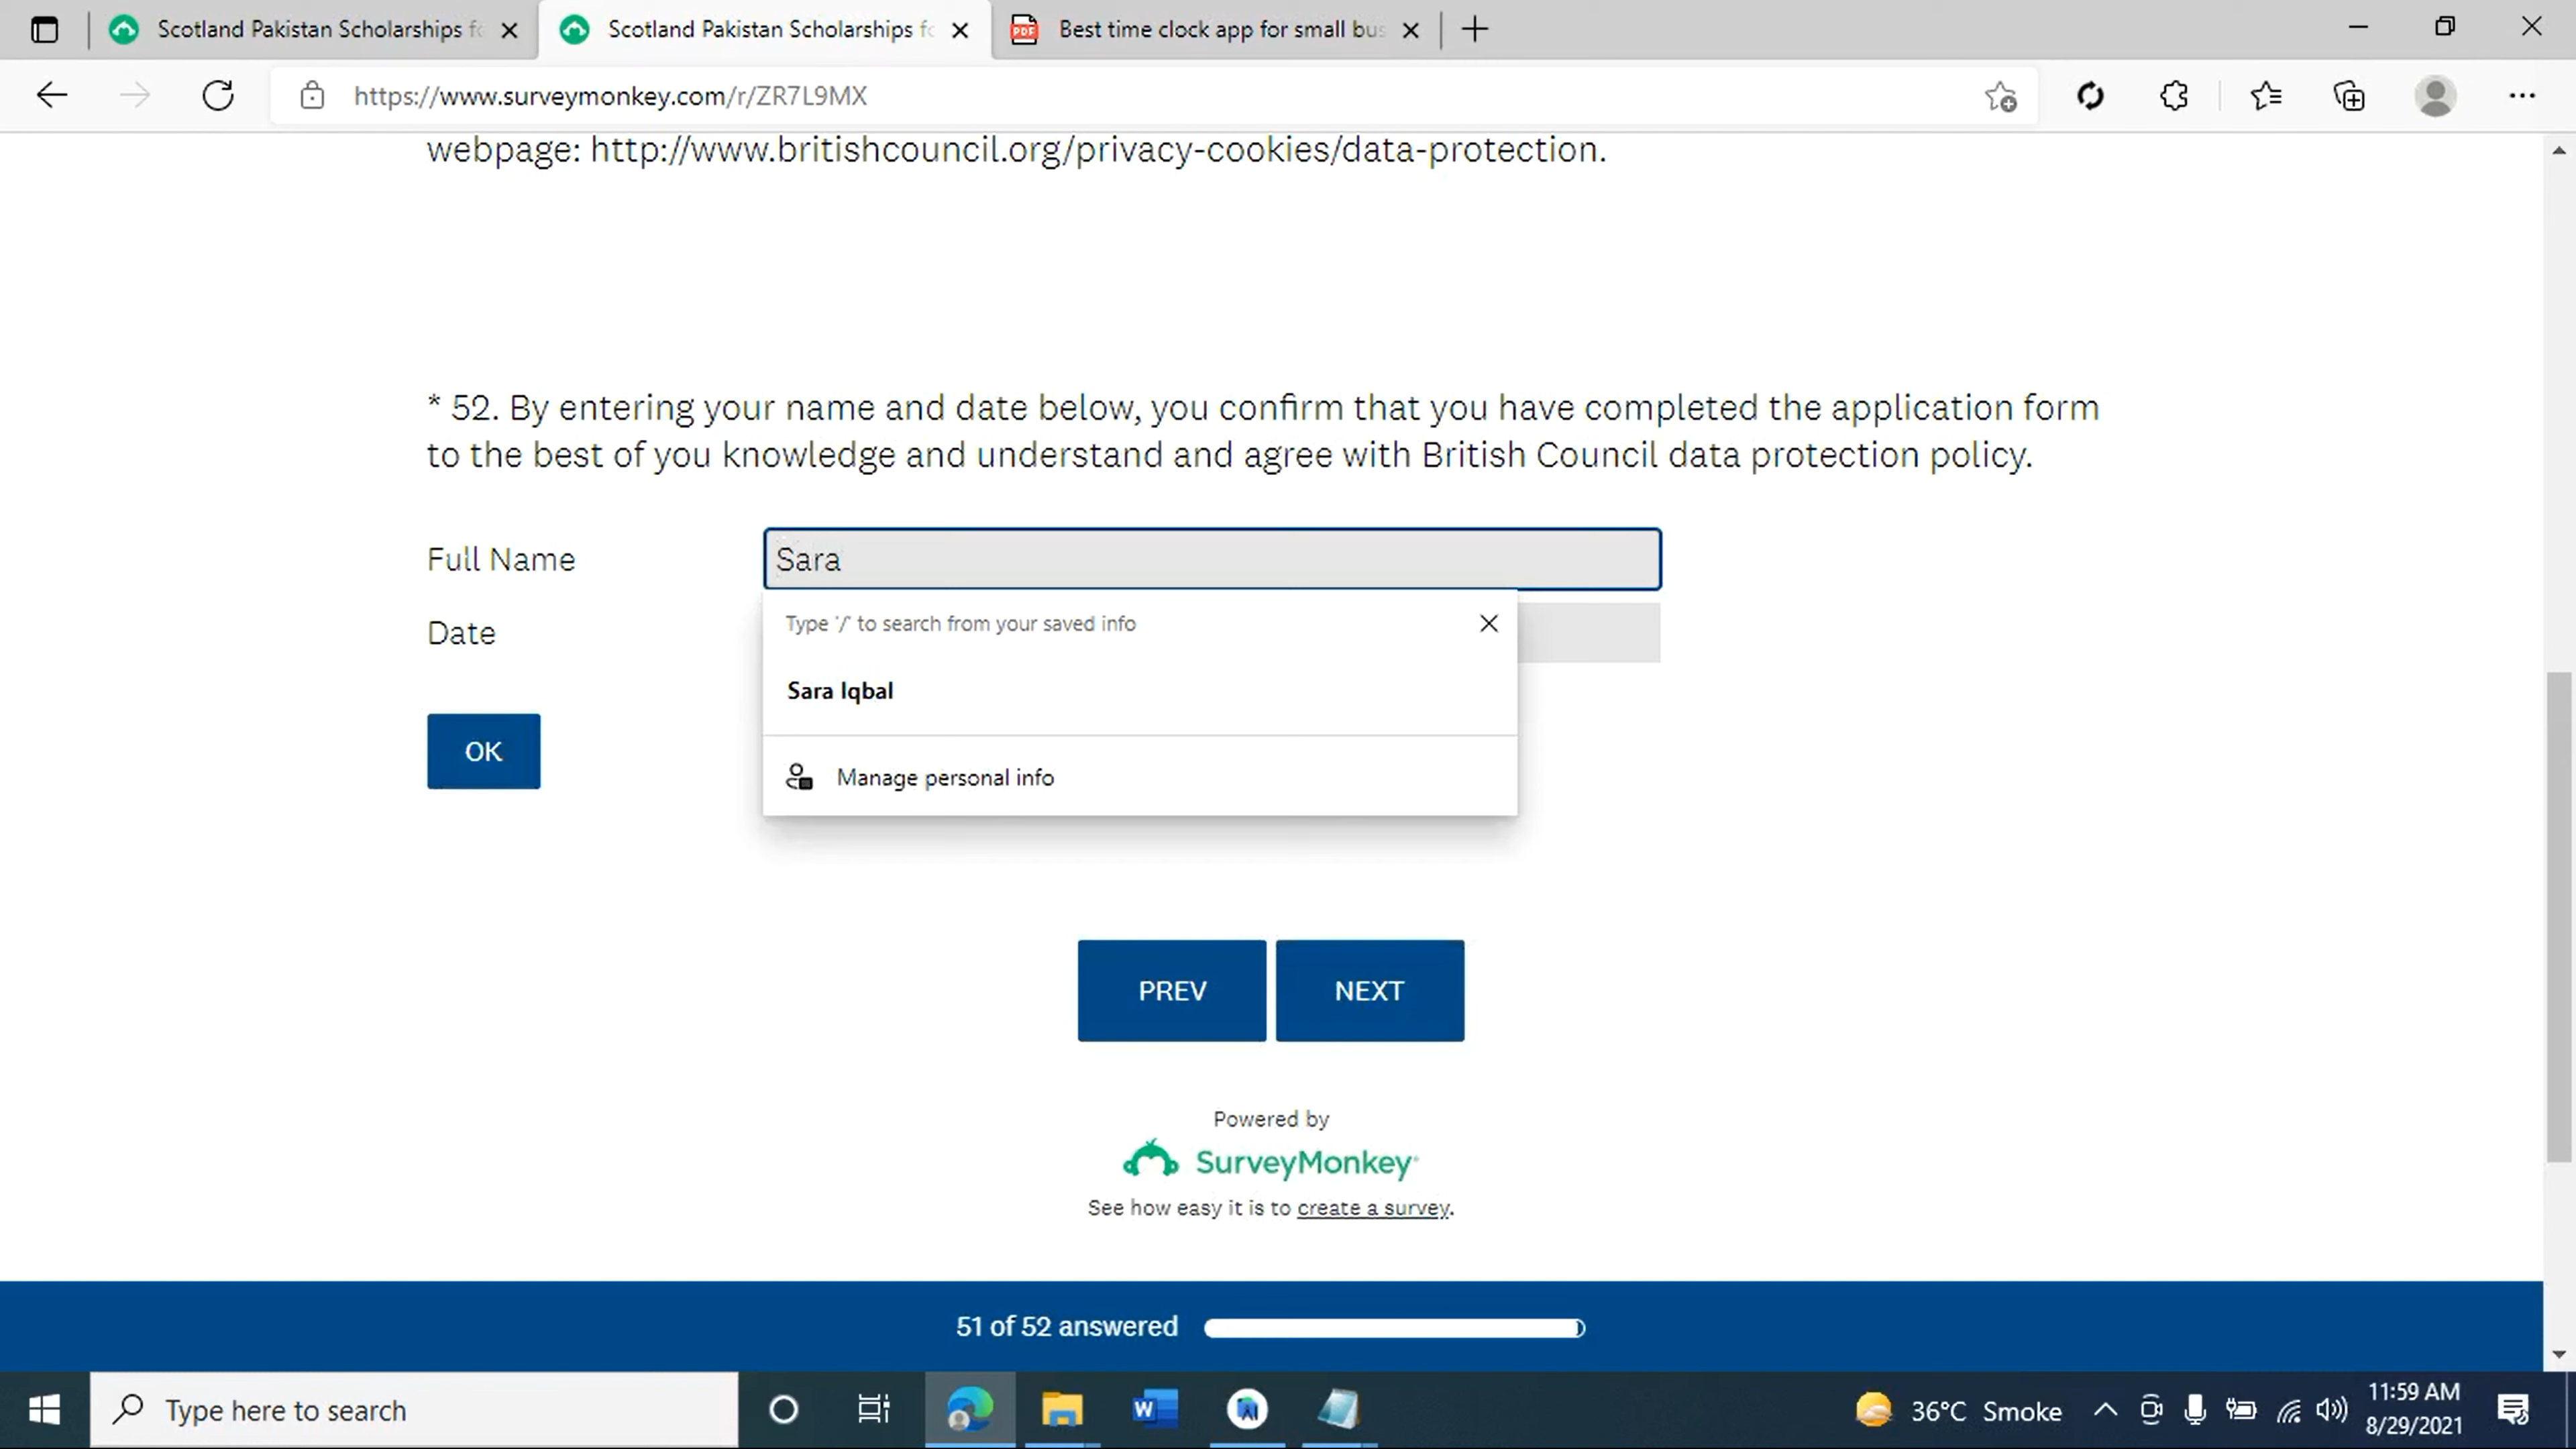 Scotland Pakistan Scholarships fo
Scotland Pakistan Scholarships fo
PDF
Best time clock app for small bus
https://www.surveymonkey.com/r/ZR7L9MX
webpage: http://www.britishcouncil.org/privacy-cookies/data-protection.
* 52. By entering your name and date below, you confirm that you have completed the application form
to the best of you knowledge and understand and agree with British Council data protection policy.
Full Name
Sara
Type '/' to search from your saved info
Date
Sara Iqbal
OK
Manage personal info
PREV
NEXT
Powered by
SurveyMonkey
See how easy it is to create a survey.
51 of 52 answered
Type here to search
W
36°C Smoke
11:59 AM
8/29/2021